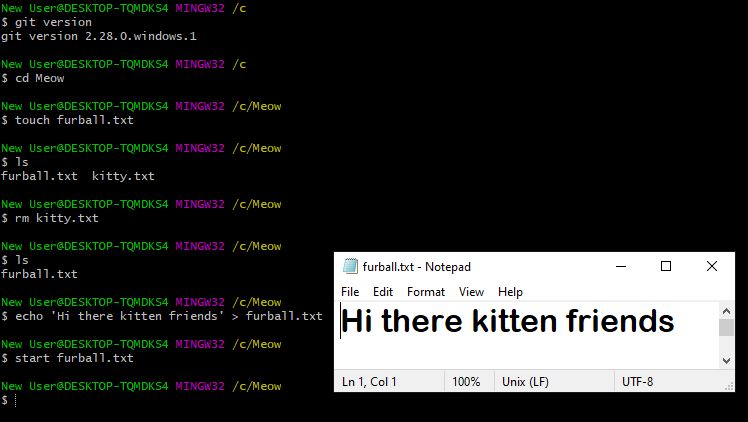 New User@DESKTOP-TQMDKS4 MINGW32 /c
$ git version
git version 2.28.0.windows.1
New User@DESKTOP-TQMDKS4 MINGW32 /c
$ cd Meow
New User@DESKTOP-TQMDKS4 MINGW32 /c/Meow
$ touch furball.txt
New User@DESKTOP-TQMDKS4 MINGW32 /c/Meow
$ ls
furball.txt  kitty.txt
New User@DESKTOP-TQMDKS4 MINGW32 /c/Meow
$ rm kitty.txt
New User@DESKTOP-TQMDKS4 MINGW32 /c/Meow
$ ls
furball.txt
New User@DESKTOP-TQMDKS4 MINGW32 /c/Meow
$ echo 'Hi there kitten friends' > furball.txt
New User@DESKTOP-TQMDKS4 MINGW32 /c/Meow
$ start furball.txt
New User@DESKTOP-TQMDKS4 MINGW32 /c/Meow
$
furball.txt - Notepad
File Edit Format View Help
Hi there kitten friends
Ln 1, Col 1 100% Unix (LF) UTF-8